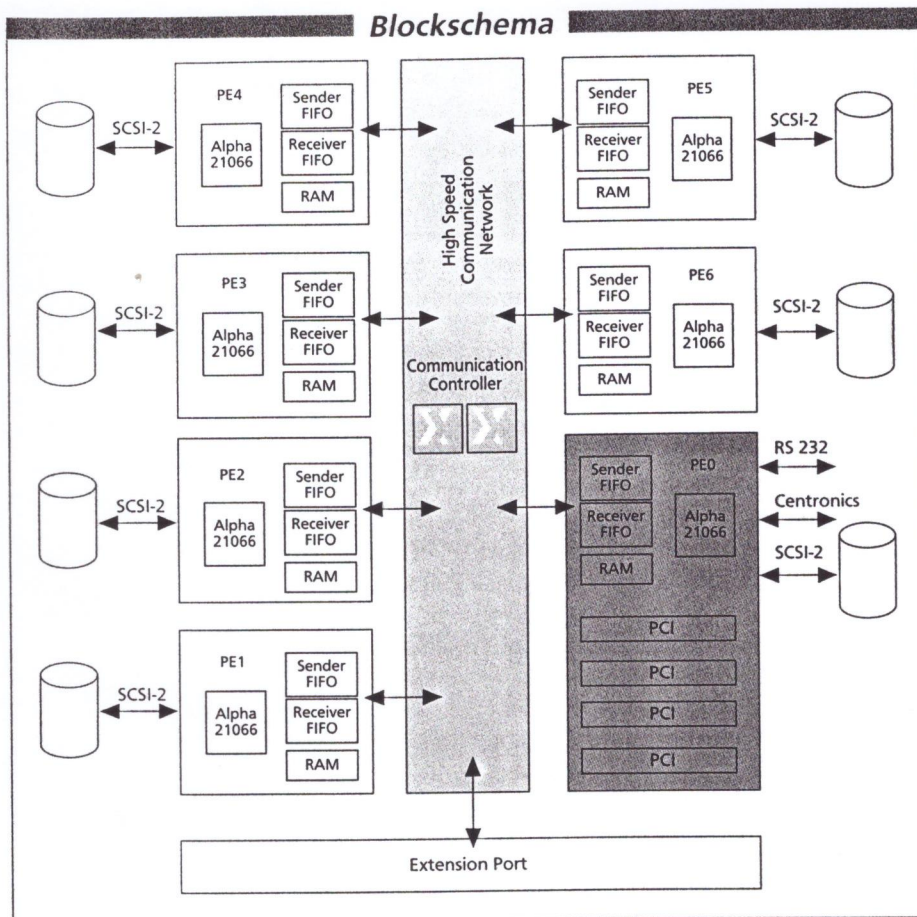 Blockschema
SCSI-2
PE4
Alpha
21066
Sender
FIFO
Receiver
FIFO
RAM
SCSI-2
PE3
Alpha
21066
Sender
FIFO
Receiver
FIFO
RAM
SCSI-2
PE2
Alpha
21066
Sender
FIFO
Receiver
FIFO
RAM
SCSI-2
PE1
Alpha
21066
Sender
FIFO
Receiver
FIFO
RAM
High Speed
Communication
Network
Communication
Controller
Sender
FIFO
Receiver
FIFO
RAM
PE5
Alpha
21066
SCSI-2
Sender
FIFO
Receiver
FIFO
RAM
PE6
Alpha
21066
SCSI-2
Sender
FIFO
Receiver
FIFO
RAM
PE0
Alpha
21066
RS 232
Centronics
SCSI-2
PCI
PCI
PCI
PCI
Extension Port